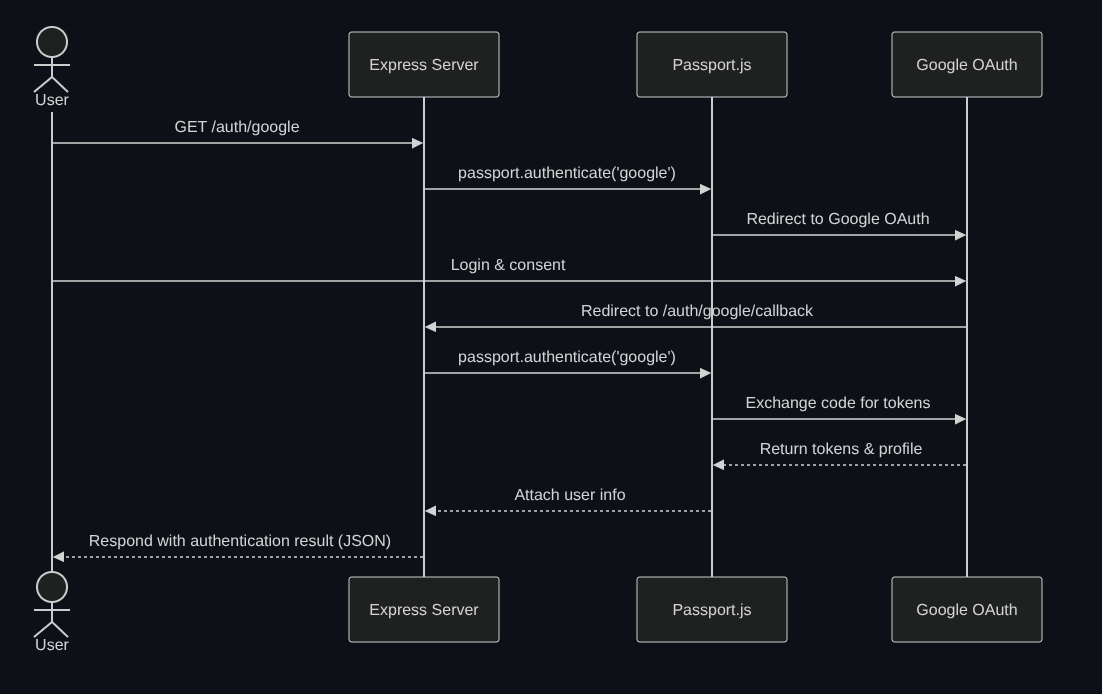 User
Express Server
Passport.js
Google OAuth
GET /auth/google
passport.authenticate('google')
Redirect to Google OAuth
Login & consent
Redirect to /auth/google/callback
passport.authenticate('google')
Exchange code for tokens
Return tokens & profile
Attach user info
Respond with authentication result (JSON)
User
Express Server
Passport.js
Google OAuth